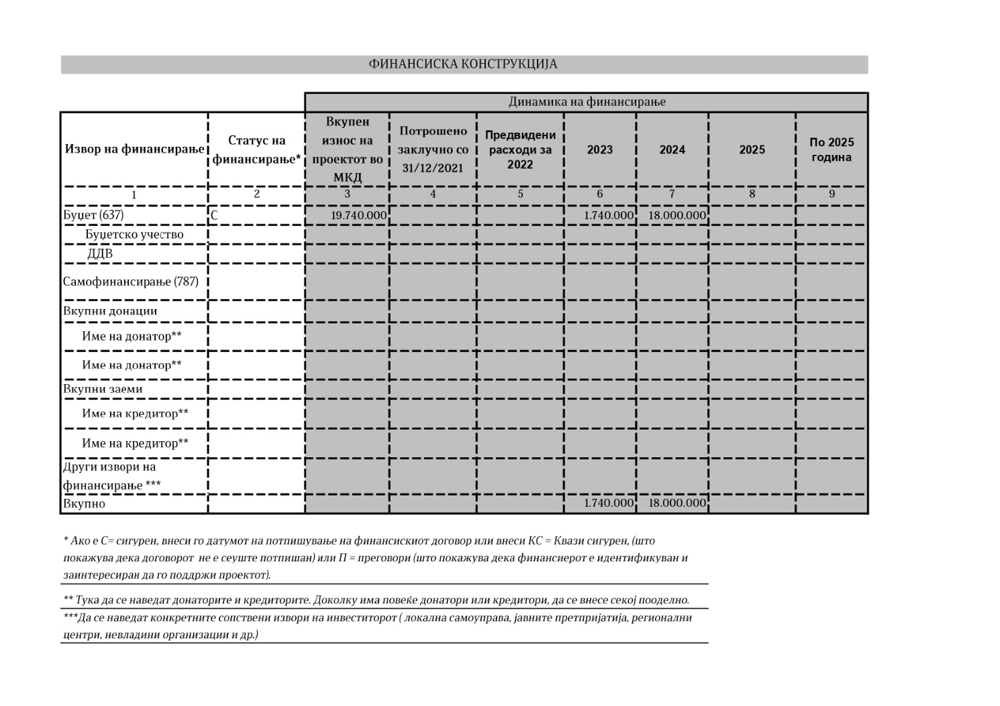 ФИНАНСИСКА КОНСТРУКЦИЈА
Динамика на финансирање
Извор на финансирање
Статус на
финансирање*
Вкупен
износ на
проектот во
МКД
Потрошено
заклучно со
31/12/2021
Предвидени
расходи за
2022
2023
2024
2025
По 2025
година
1 2 3 4 5 6 7 8 9
Буџет (637) С 19.740.000 1.740.000 18.000.000
Буџетско учество
ДДВ
Самофинансирање (787)
Вкупни донации
Име на донатор**
Име на донатор**
Вкупни заеми
Име на кредитор**
Име на кредитор**
Други извори на
финансирање ***
Вкупно 1.740.000 18.000.000
* Ако е С= сигурен, внеси го датумот на потпишување на финансискиот договор или внеси КС = Квази сигурен, (што
покажува дека договорот не е сеуште потпишан) или П = преговори (што покажува дека финансиерот е идентификуван и
заинтересиран да го поддржи проектот).
** Тука да се наведат донаторите и кредиторите. Доколку има повеќе донатори или кредитори, да се внесе секој пооделно.
***Да се наведат конкретните сопствени извори на инвеститорот ( локална самоуправа, јавните претпријатија, регионални
центри, невладини организации и др.)